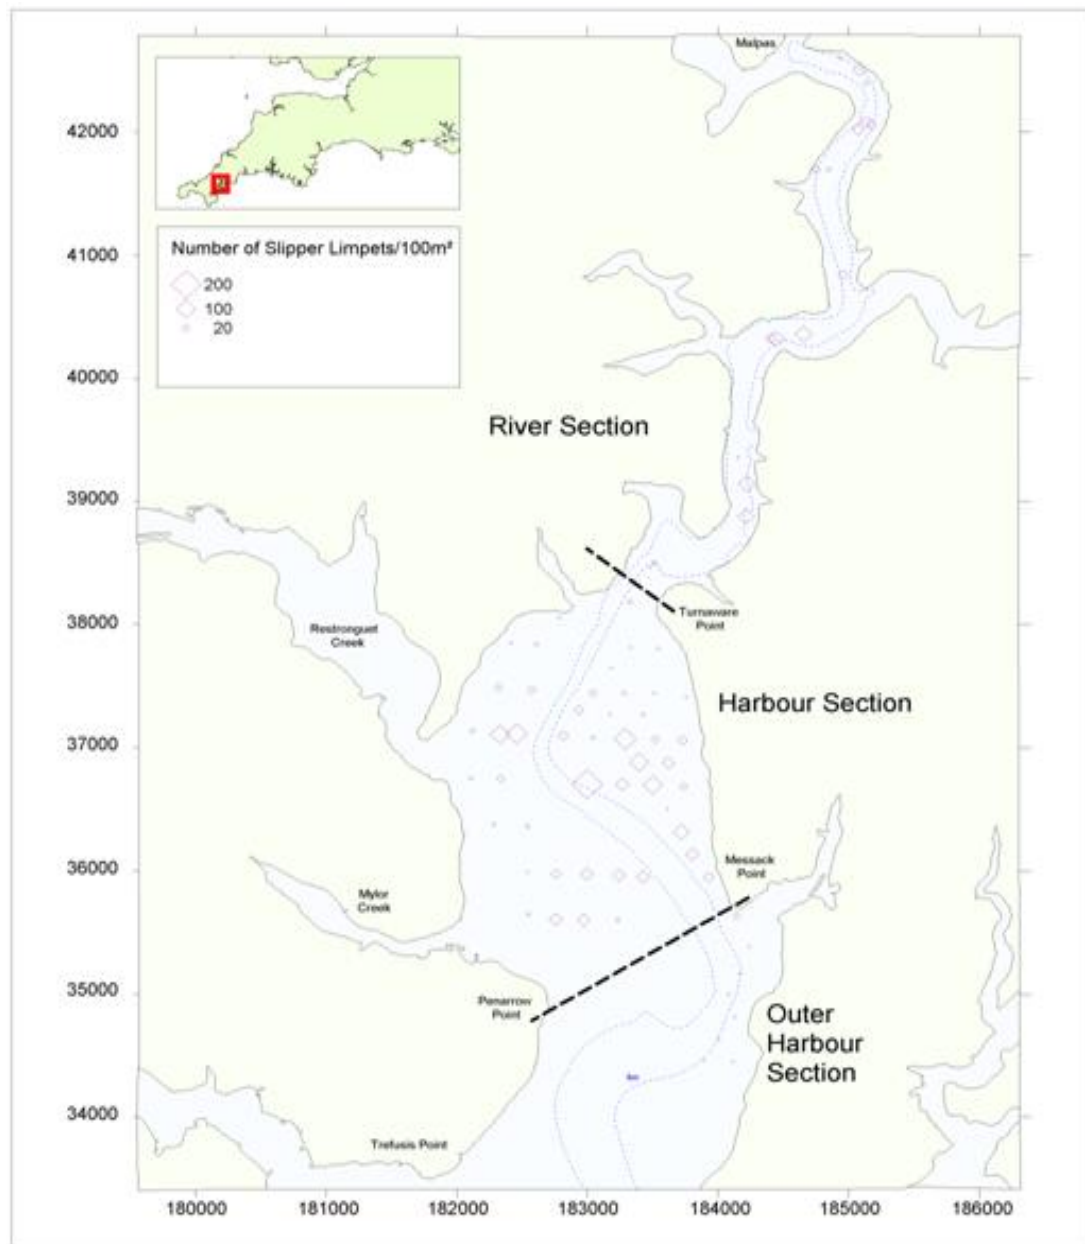 Malpas
42000
Number of Slipper Limpets/100m²
41000
200
100
20
40000
River Section
39000
38000
Turnaware
Point
Restronguet
Creek
Harbour Section
37000
36000
Messack
Point
Mylor
Creek
35000
Penarrow
Point
Outer
Harbour
Section
34000
Trefusis Point
180000
181000
182000
183000
184000
185000
186000